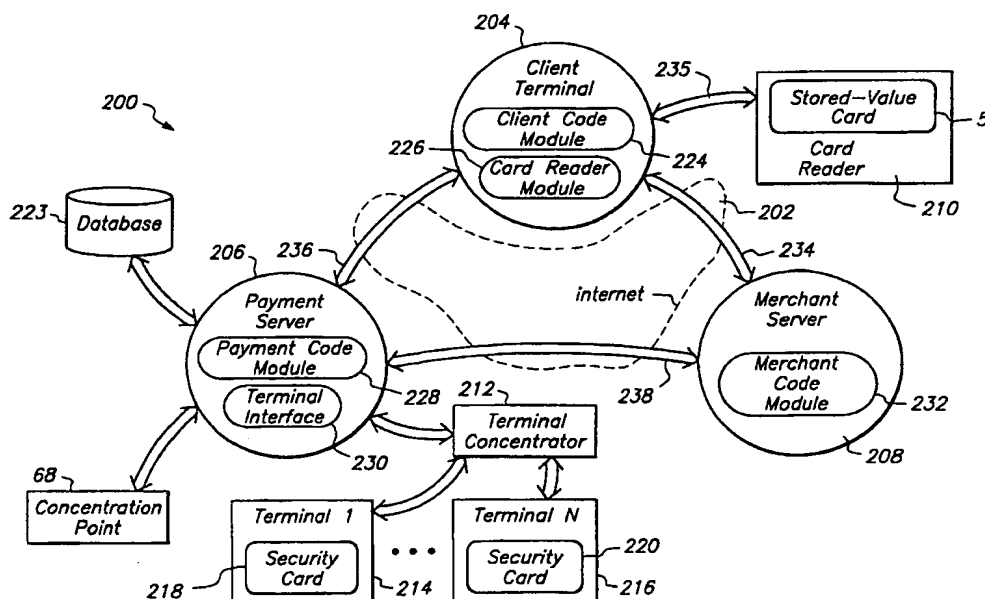 204
Client
Terminal
235
200
Client Code
Module
Stored-Value
Card
5
226
224
Card Reader
Module
Card
Reader
202
210
223
Database
206
236
234
internet
Payment
Server
Merchant
Server
Payment Code
Module
228
238
212
Merchant
Code
Module
232
Terminal
Interface
230
Terminal
Concentrator
208
68
Concentration
Point
Terminal 1
Terminal N
218
Security
Card
214
• • •
Security
Card
220
216